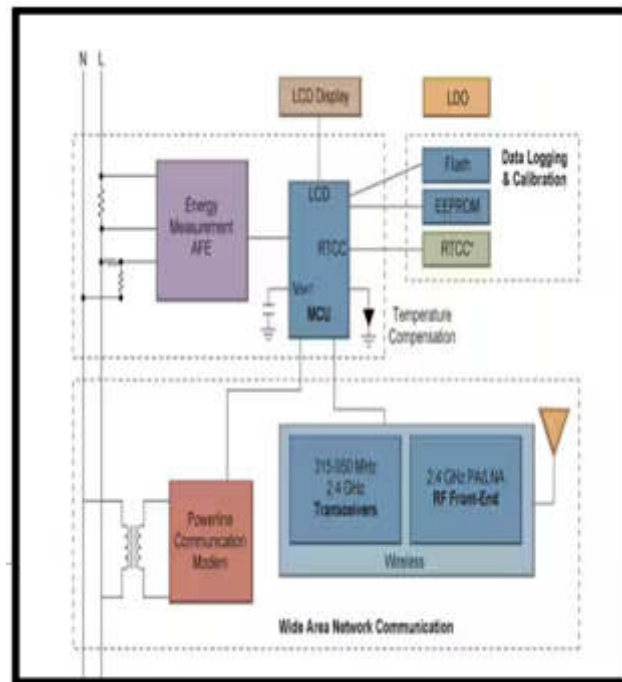 N L
LCD Display
LDO
Energy
Measurement
AFE
LCD
RTCC
VBAT
MCU
Flash
EEPROM
RTCC*
Data Logging
& Calibration
Temperature
Compensation
Powerline
Communication
Modem
315-950 MHz
2.4 GHz
Transceivers
2.4 GHz PA/LNA
RF Front-End
Wireless
Wide Area Network Communication